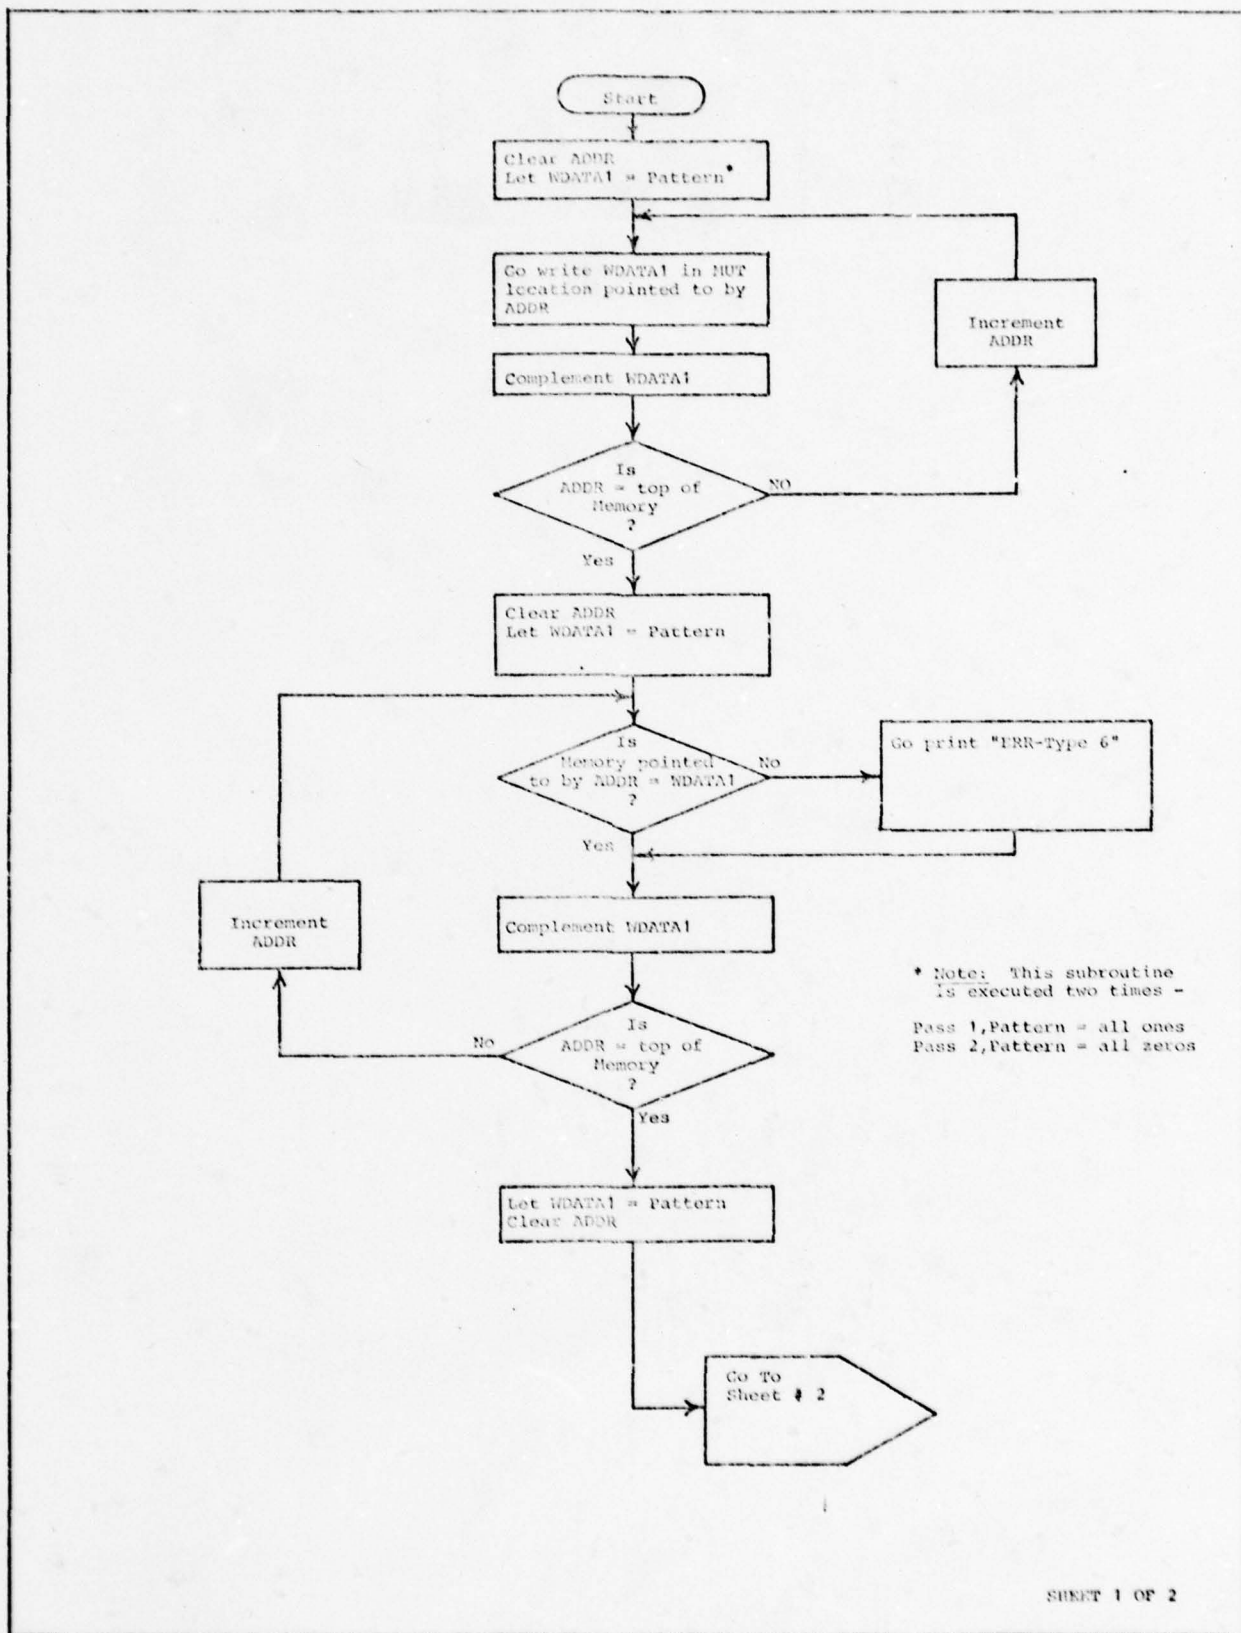 Start
Clear ADDR
Let WDATA1 = Pattern*
Go write WDATA1 in MUT
location pointed to by
ADDR
Increment
ADDR
Complement WDATA1
Is
ADDR = top of
Memory
?
NO
Yes
Clear ADDR
Let WDATA1 = Pattern
Is
Memory pointed
to by ADDR = WDATA1
?
No
Go print "ERR-Type 6"
Yes
Increment
ADDR
Complement WDATA1
* Note: This subroutine
is executed two times -
Pass 1,Pattern = all ones
Pass 2,Pattern = all zeros
Is
ADDR = top of
Memory
?
No
Yes
Let WDATA1 = Pattern
Clear ADDR
Go To
Sheet # 2
SHEET 1 OF 2